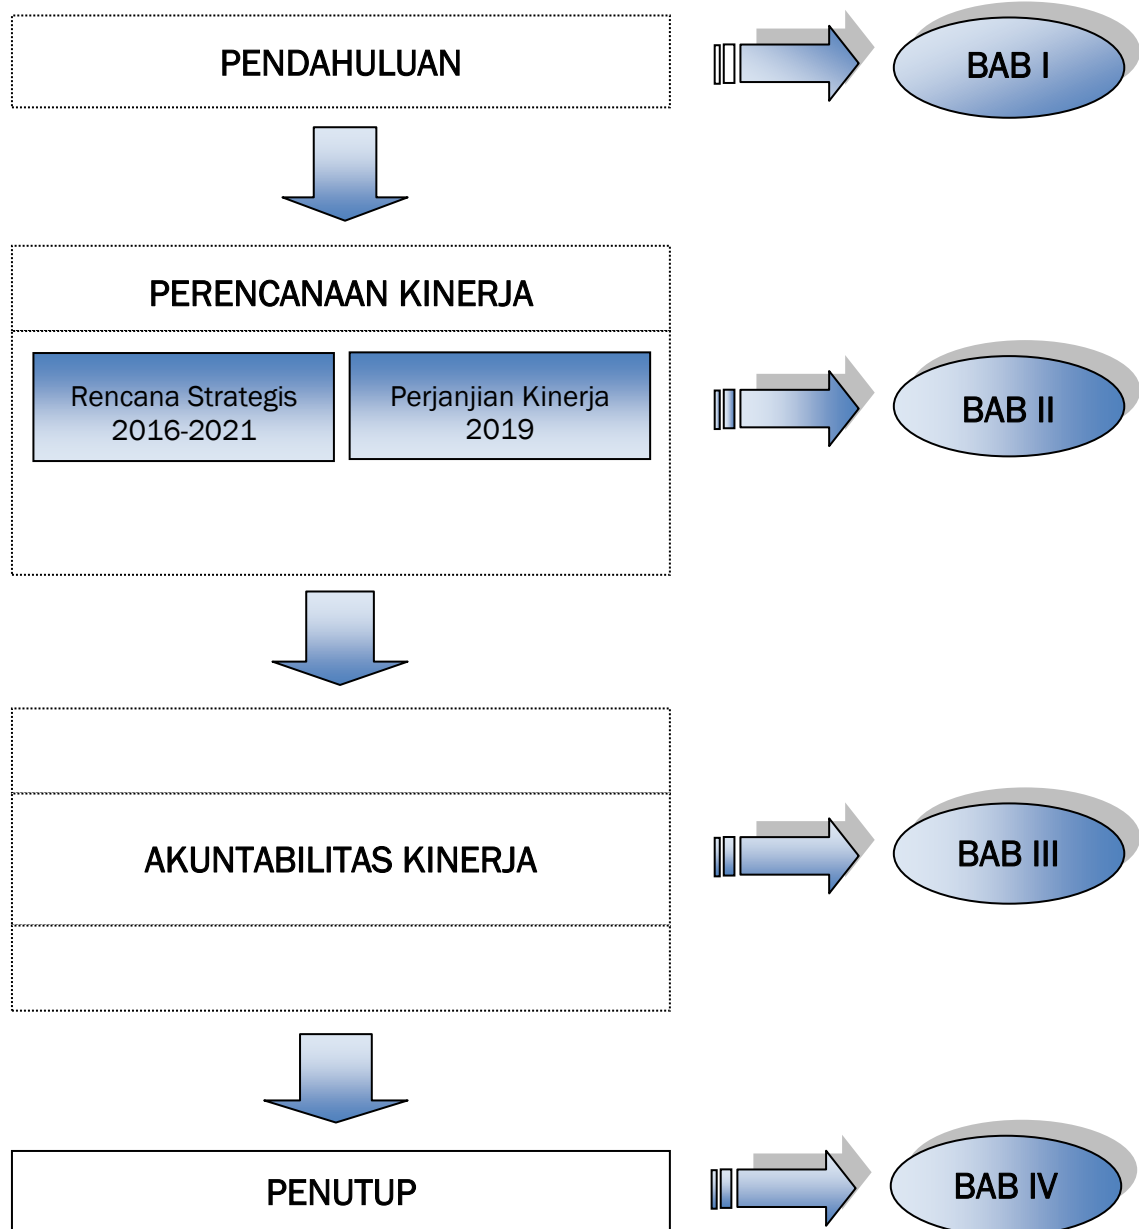 PENDAHULUAN
BAB I
PERENCANAAN KINERJA
Rencana Strategis
2016-2021
Perjanjian Kinerja
2019
BAB II
AKUNTABILITAS KINERJA
BAB III
PENUTUP
BAB IV